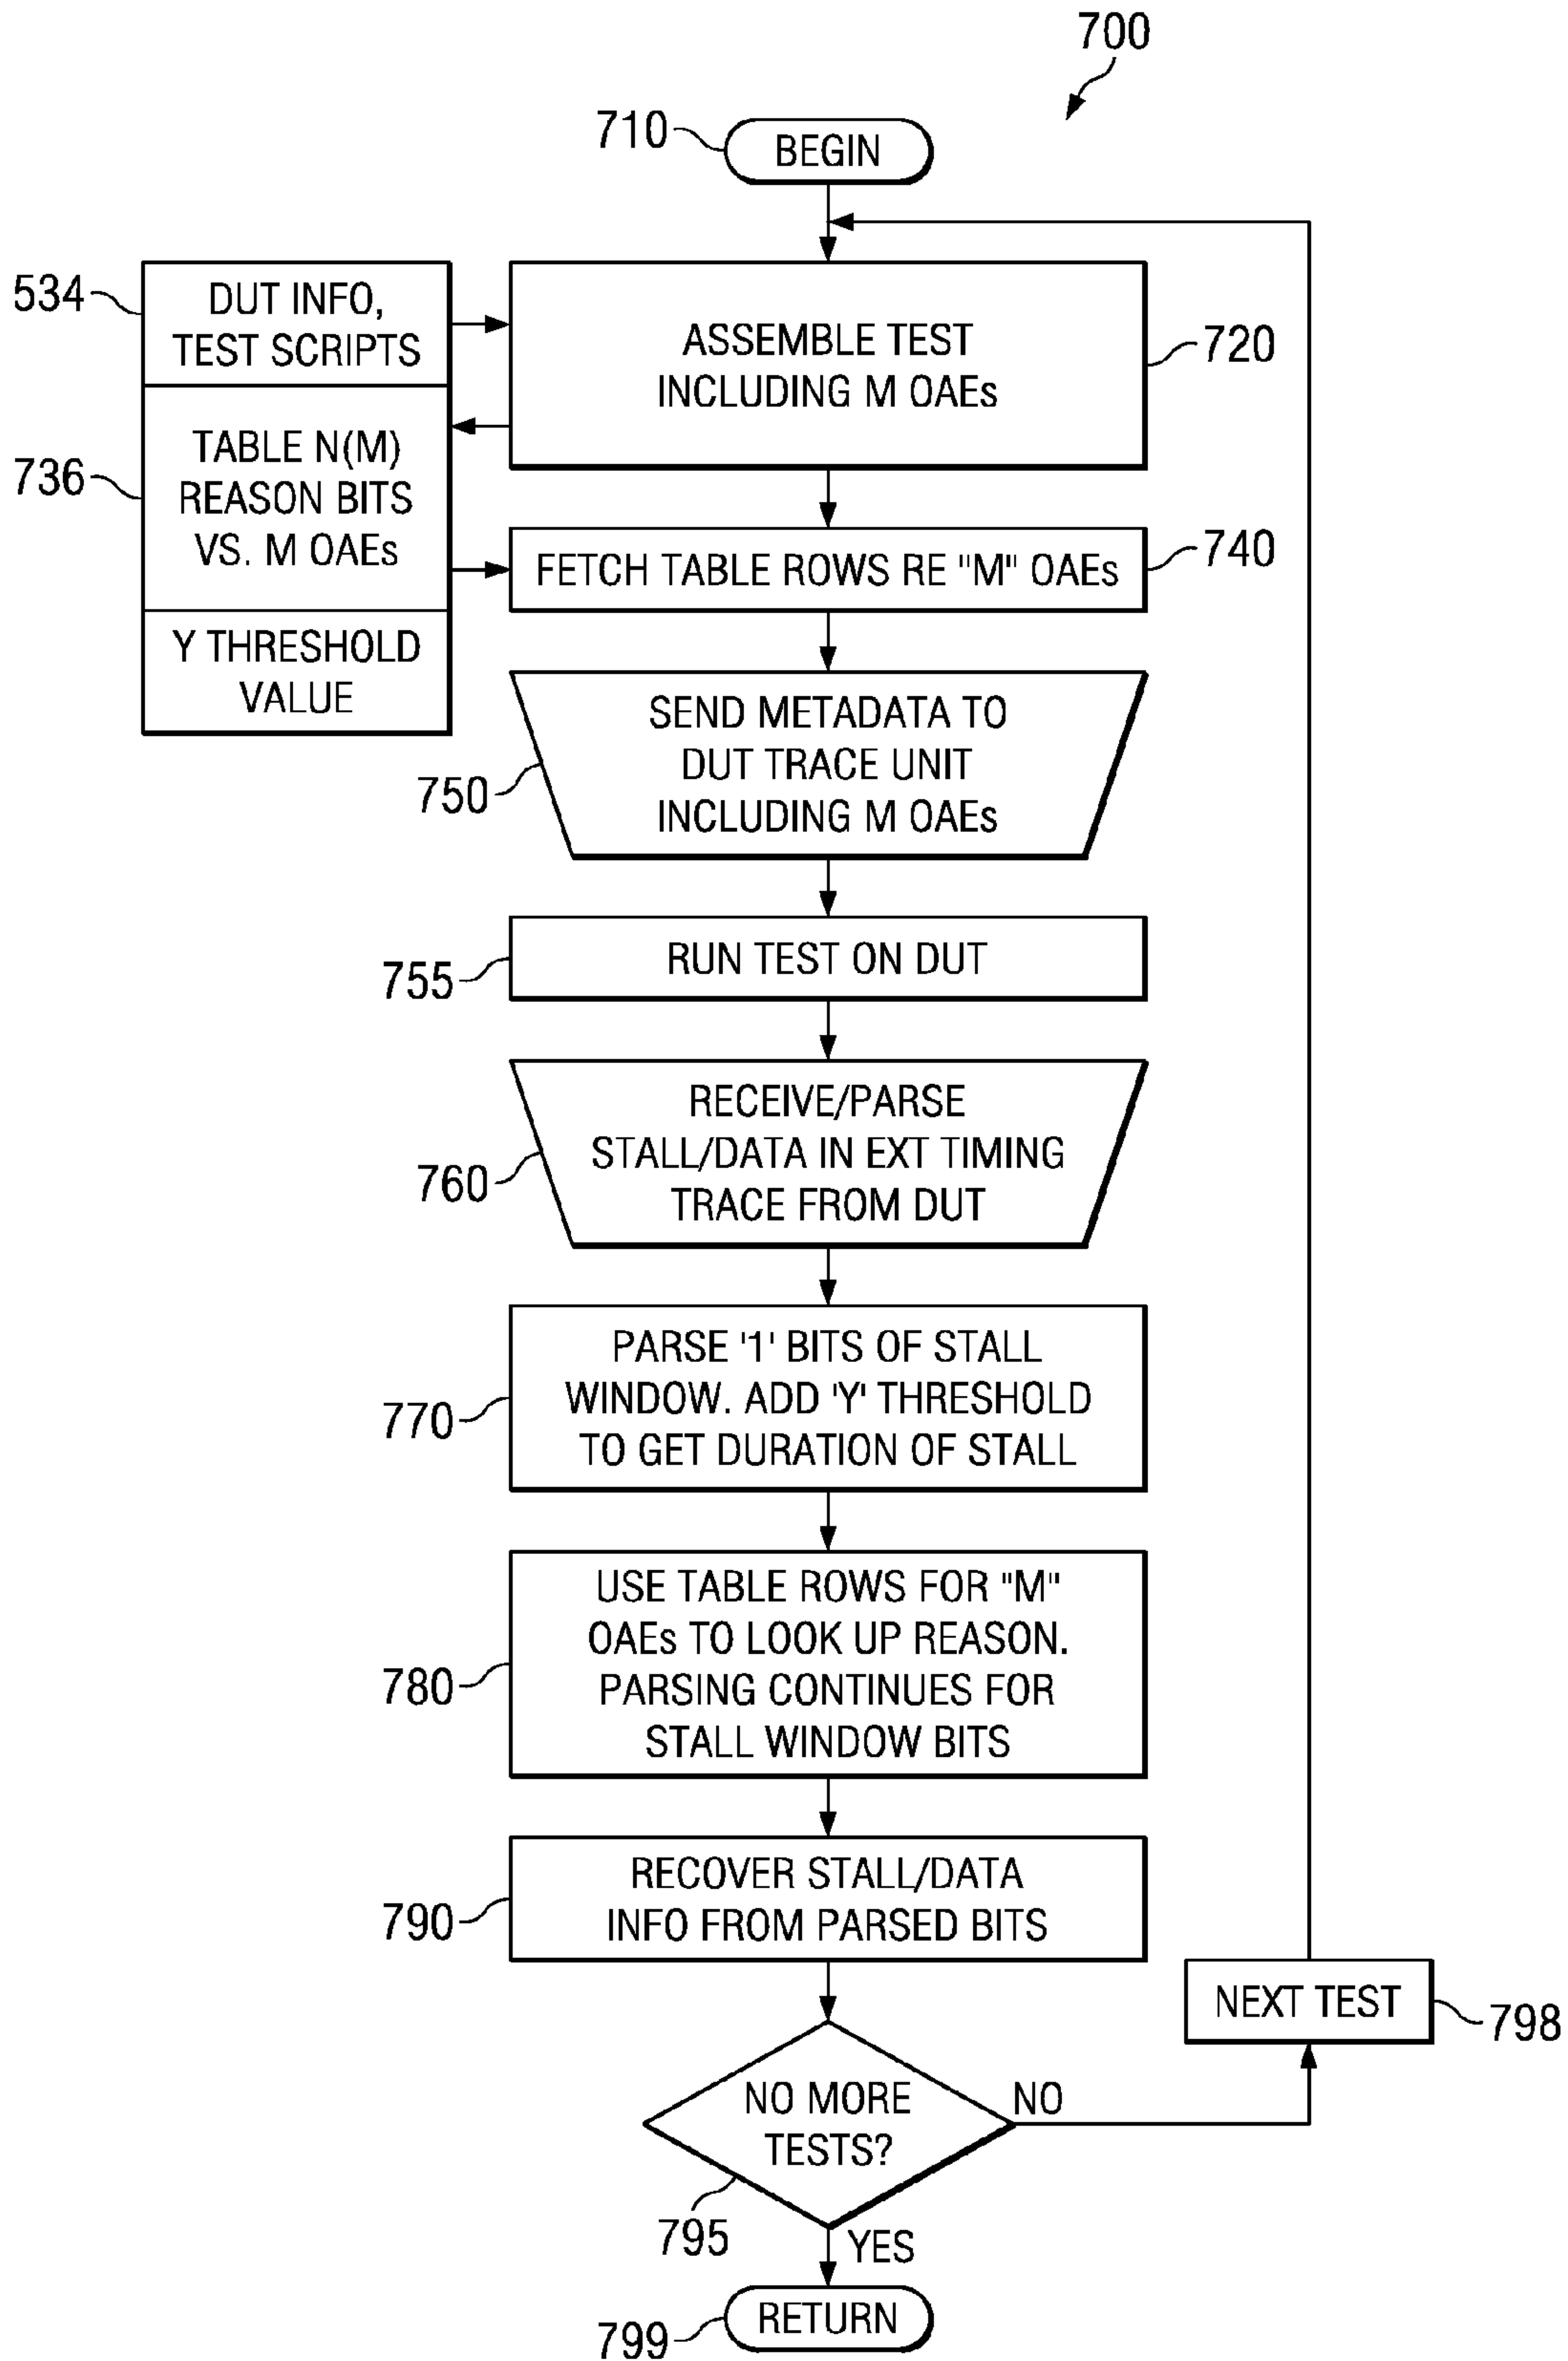 700
710
BEGIN
534
DUT INFO,
TEST SCRIPTS
736
TABLE N(M)
REASON BITS
VS. M OAEs
Y THRESHOLD
VALUE
ASSEMBLE TEST
INCLUDING M OAEs
720
FETCH TABLE ROWS RE "M" OAEs
740
SEND METADATA TO
DUT TRACE UNIT
INCLUDING M OAEs
750
RUN TEST ON DUT
755
RECEIVE/PARSE
STALL/DATA IN EXT TIMING
TRACE FROM DUT
760
PARSE '1' BITS OF STALL
WINDOW. ADD 'Y' THRESHOLD
TO GET DURATION OF STALL
770
USE TABLE ROWS FOR "M"
OAEs TO LOOK UP REASON.
PARSING CONTINUES FOR
STALL WINDOW BITS
780
RECOVER STALL/DATA
INFO FROM PARSED BITS
790
NEXT TEST
798
NO MORE
TESTS?
NO
795
YES
RETURN
799